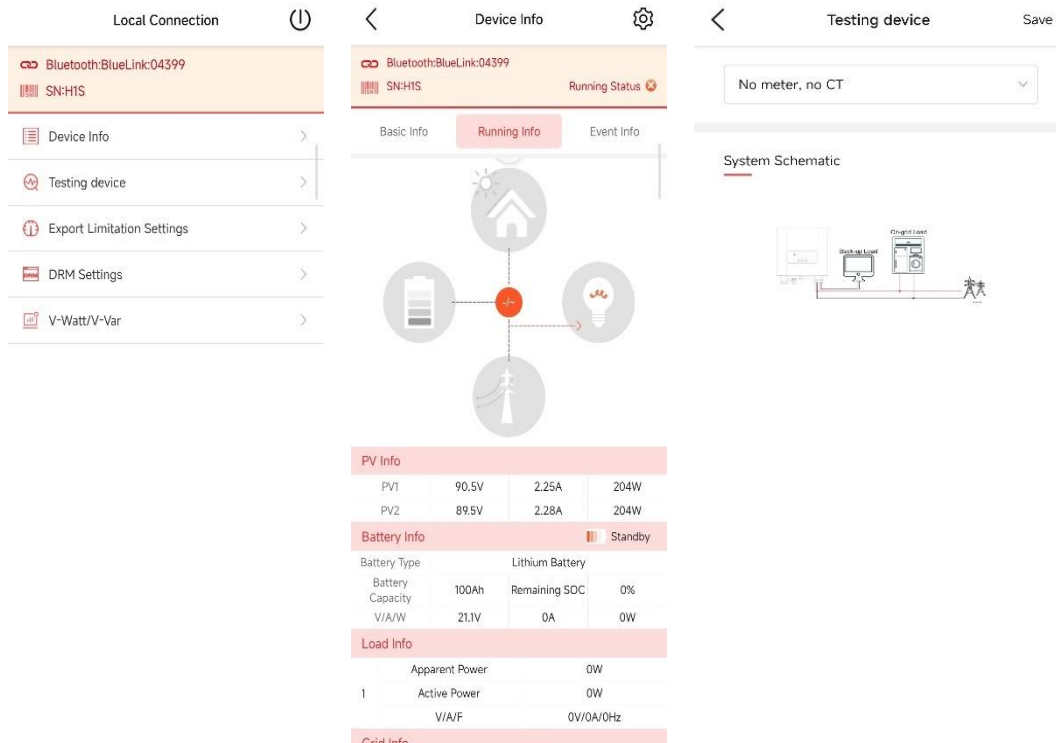 Local Connection
Bluetooth:BlueLink:04399
SN:H1S
Device Info
Testing device
Export Limitation Settings
DRM
DRM Settings
V-Watt/V-Var
Device Info
Bluetooth:BlueLink:04399
SN:H1S
Running Status
Basic Info
Running Info
Event Info
PV Info
PV1 90.5V 2.25A 204W
PV2 89.5V 2.28A 204W
Battery Info Standby
Battery Type Lithium Battery
Battery Capacity 100Ah Remaining SOC 0%
V/A/W 21.1V 0A 0W
Load Info
Apparent Power 0W
1 Active Power 0W
V/A/F 0V/0A/0Hz
Grid Info
Testing device
Save
No meter, no CT
System Schematic
On-grid Load
Back-up Load